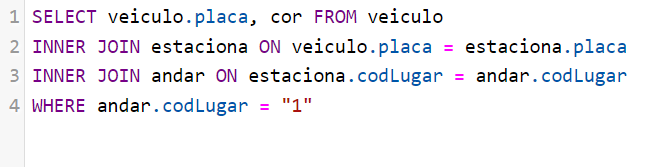 1 SELECT veiculo.placa, cor FROM veiculo
2 INNER JOIN estaciona ON veiculo.placa = estaciona.placa
3 INNER JOIN andar ON estaciona.codLugar = andar.codLugar
4 WHERE andar.codLugar = "1"